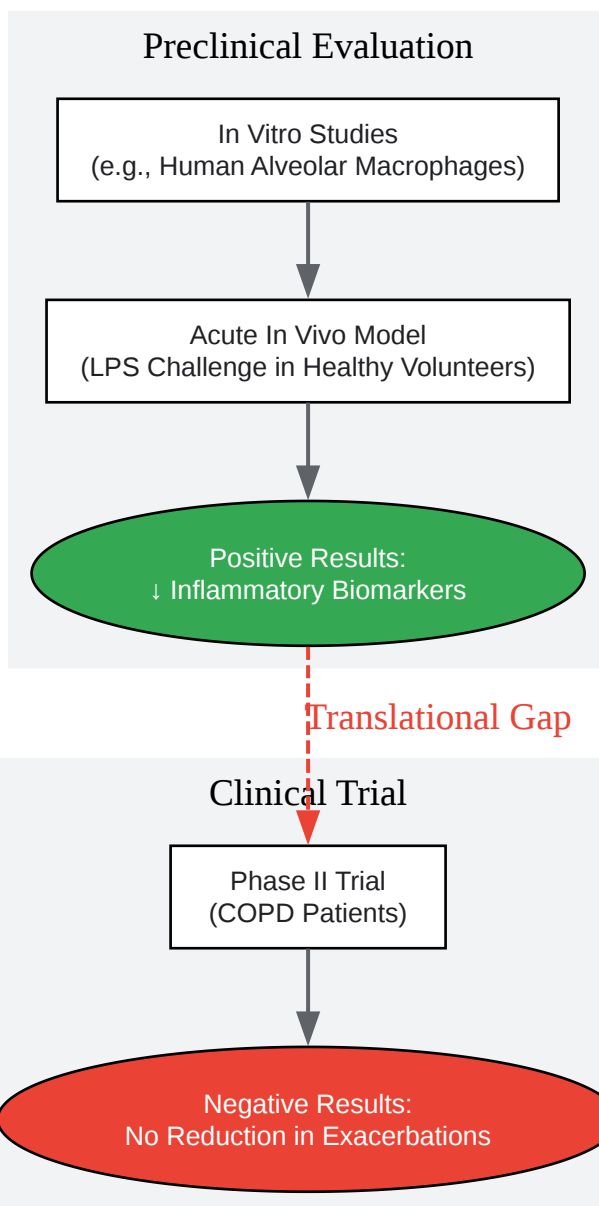 Preclinical Evaluation
In Vitro Studies
(e.g., Human Alveolar Macrophages)
Acute In Vivo Model
(LPS Challenge in Healthy Volunteers)
Positive Results:
↓ Inflammatory Biomarkers
Translational Gap
Clinical Trial
Phase II Trial
(COPD Patients)
Negative Results:
No Reduction in Exacerbations